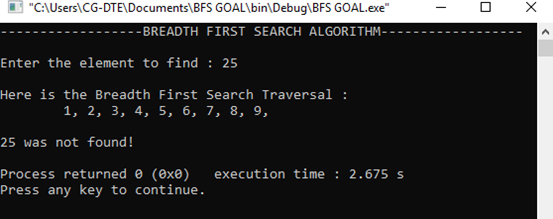 "C:\Users\CG-DTE\Documents\BFS GOAL\bin\Debug\BFS GOAL.exe"
------------------BREADTH FIRST SEARCH ALGORITHM------------------
Enter the element to find : 25
Here is the Breadth First Search Traversal :
1, 2, 3, 4, 5, 6, 7, 8, 9,
25 was not found!
Process returned 0 (0x0)   execution time : 2.675 s
Press any key to continue.